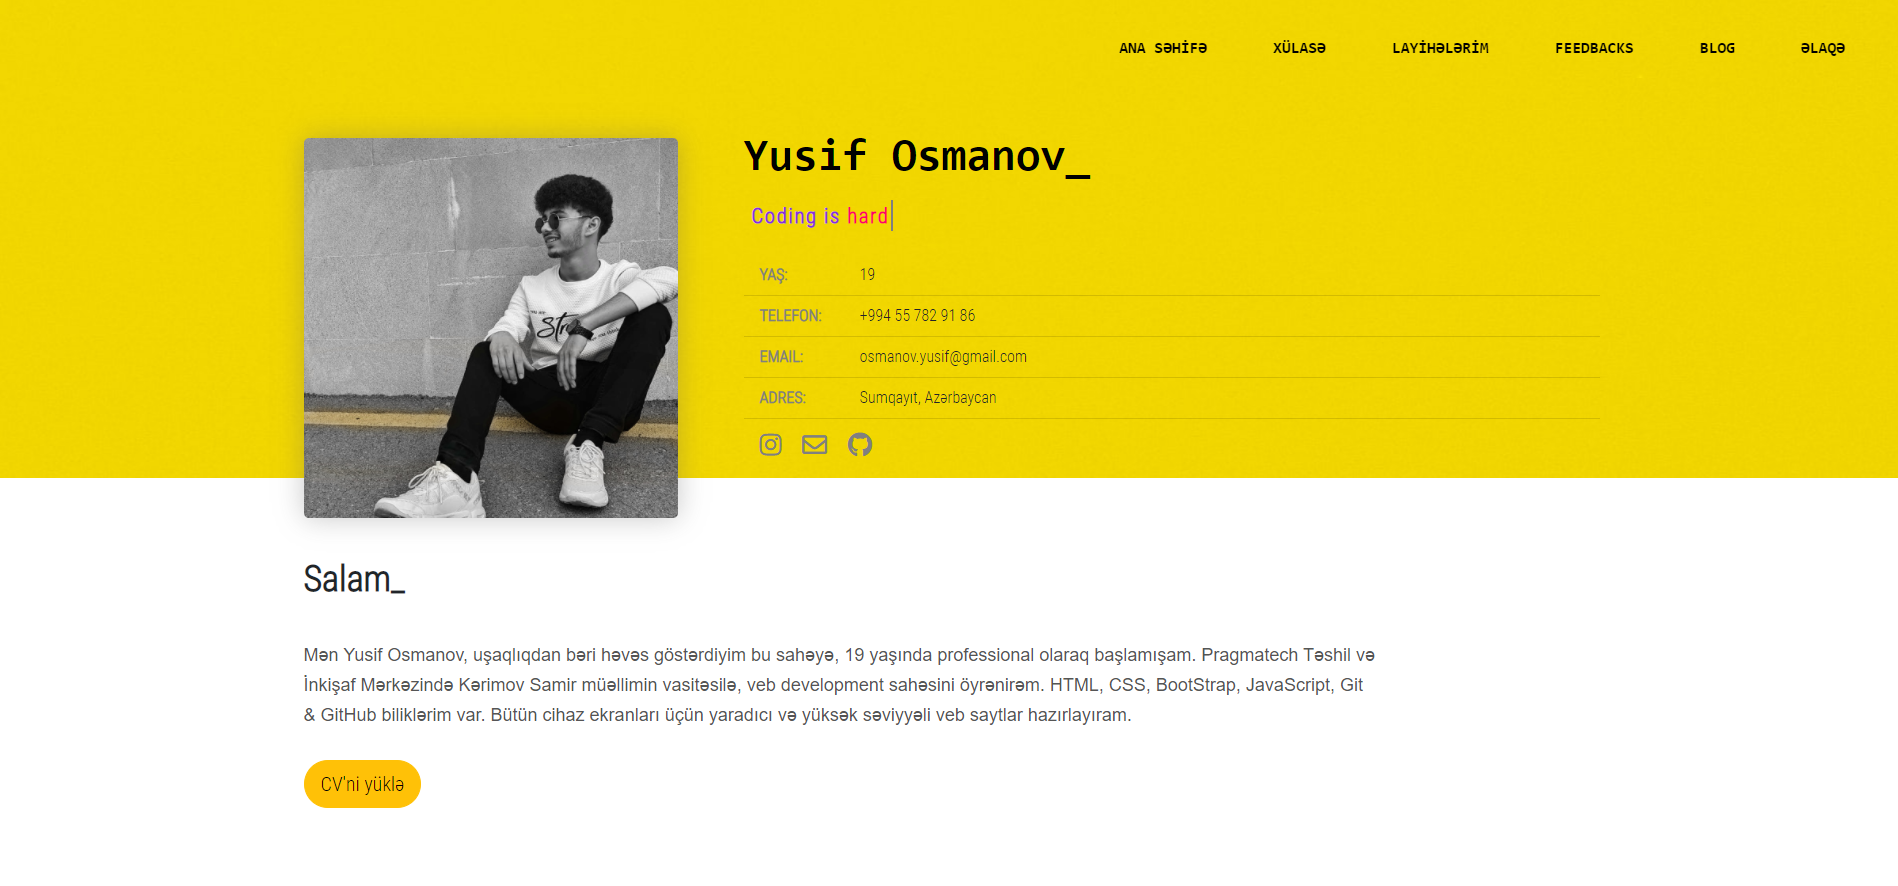 ANA SƏHİFƏ XÜLASƏ LAYİHƏLƏRİM FEEDBACKS BLOG ƏLAQƏ
Yusif Osmanov_
Coding is hard
YAŞ: 19
TELEFON: +994 55 782 91 86
EMAIL: osmanov.yusif@gmail.com
ADRES: Sumqayıt, Azərbaycan
Salam_
Mən Yusif Osmanov, uşaqlıqdan bəri həvəs göstərdiyim bu sahəyə, 19 yaşında professional olaraq başlamışam. Pragmatech Təshil və
İnkişaf Mərkəzində Kərimov Samir müəllimin vasitəsilə, veb development sahəsini öyrənirəm. HTML, CSS, BootStrap, JavaScript, Git
& GitHub biliklərim var. Bütün cihaz ekranları üçün yaradıcı və yüksək səviyyəli veb saytlar hazırlayıram.
CV'ni yüklə